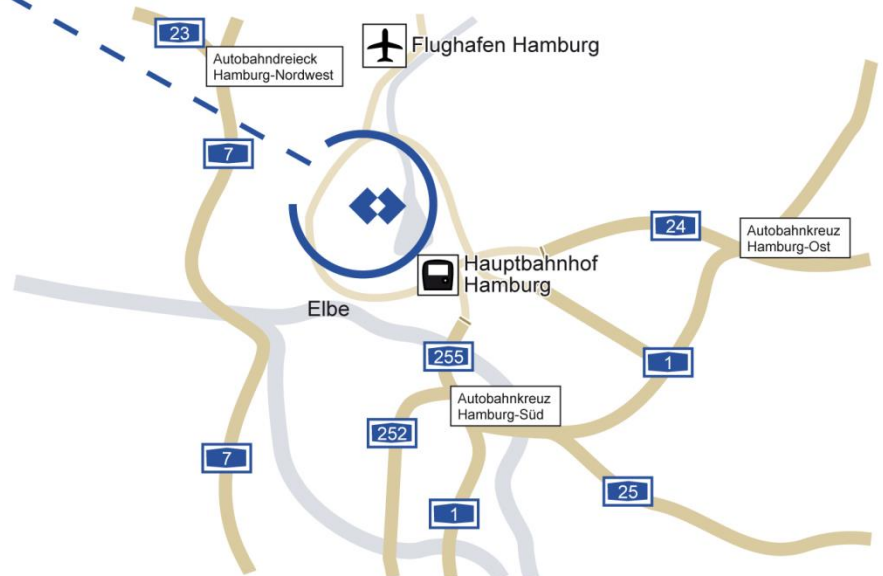 23
Autobahndreieck
Hamburg-Nordwest
Flughafen Hamburg
7
24
Autobahnkreuz
Hamburg-Ost
Hauptbahnhof
Hamburg
Elbe
255
1
Autobahnkreuz
Hamburg-Süd
252
7
25
1